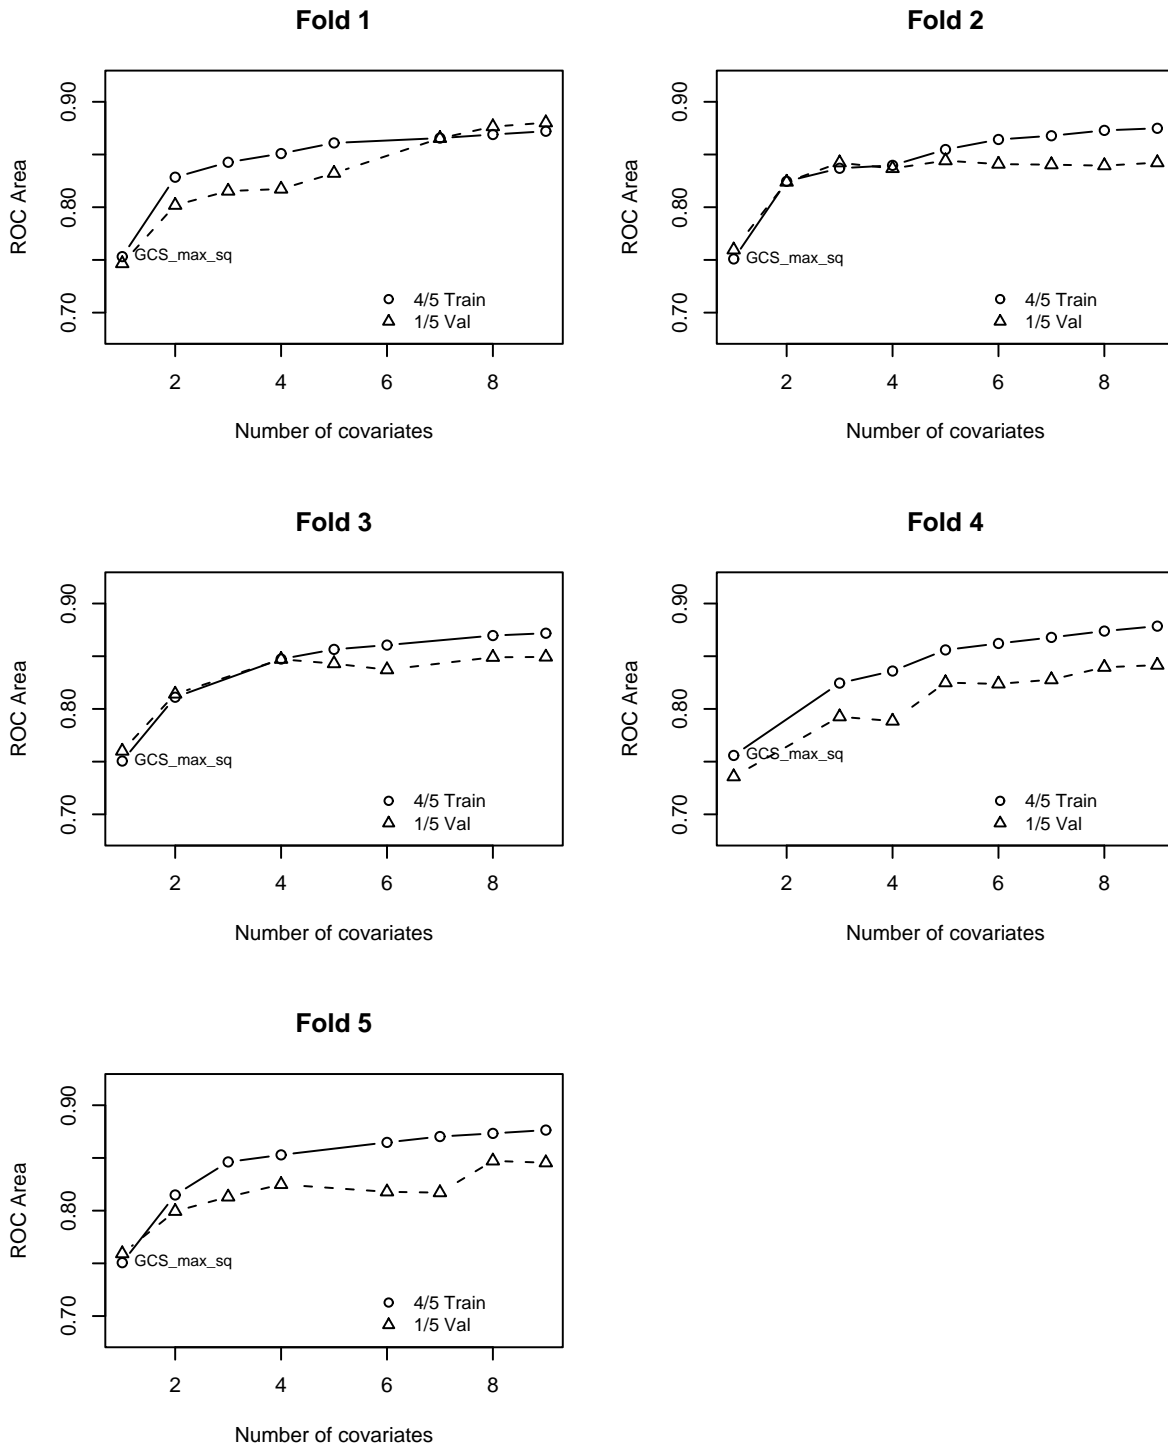 Fold 1
ROC Area
0.90
0.80
0.70
GCS_max_sq
4/5 Train
1/5 Val
2 4 6 8
Number of covariates
Fold 2
ROC Area
0.90
0.80
0.70
GCS_max_sq
4/5 Train
1/5 Val
2 4 6 8
Number of covariates
Fold 3
ROC Area
0.90
0.80
0.70
GCS_max_sq
4/5 Train
1/5 Val
2 4 6 8
Number of covariates
Fold 4
ROC Area
0.90
0.80
0.70
GCS_max_sq
4/5 Train
1/5 Val
2 4 6 8
Number of covariates
Fold 5
ROC Area
0.90
0.80
0.70
GCS_max_sq
4/5 Train
1/5 Val
2 4 6 8
Number of covariates